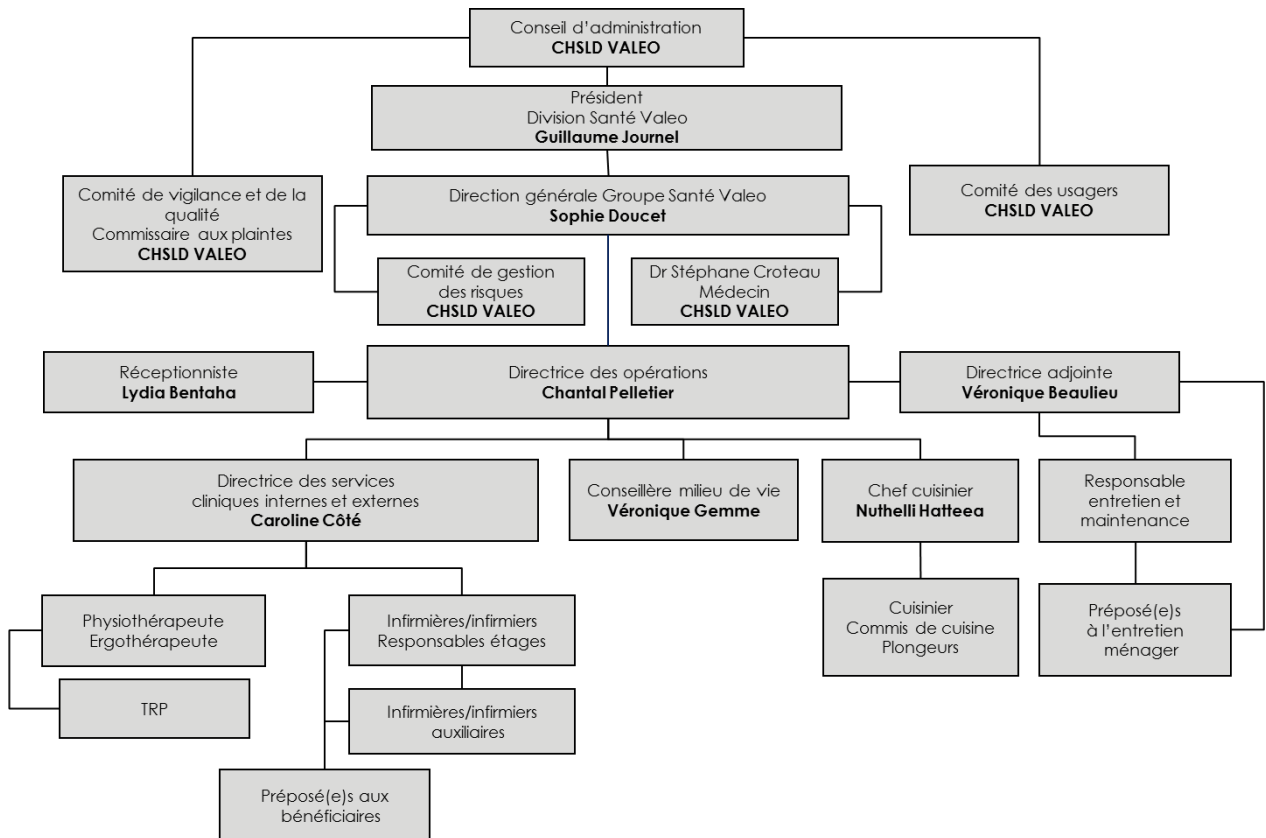 Conseil d’administration
CHSLD VALEO
Président
Division Santé Valeo
Guillaume Journel
Comité de vigilance et de la
qualité
Commissaire aux plaintes
CHSLD VALEO
Direction générale Groupe Santé Valeo
Sophie Doucet
Comité des usagers
CHSLD VALEO
Comité de gestion
des risques
CHSLD VALEO
Dr Stéphane Croteau
Médecin
CHSLD VALEO
Réceptionniste
Lydia Bentaha
Directrice des opérations
Chantal Pelletier
Directrice adjointe
Véronique Beaulieu
Directrice des services
cliniques internes et externes
Caroline Côté
Conseillère milieu de vie
Véronique Gemme
Chef cuisinier
Nuthelli Hatteea
Responsable
entretien et
maintenance
Physiothérapeute
Ergothérapeute
Infirmières/infirmiers
Responsables étages
Cuisinier
Commis de cuisine
Plongeurs
Préposé(e)s
à l’entretien
ménager
TRP
Infirmières/infirmiers
auxiliaires
Préposé(e)s aux
bénéficiaires